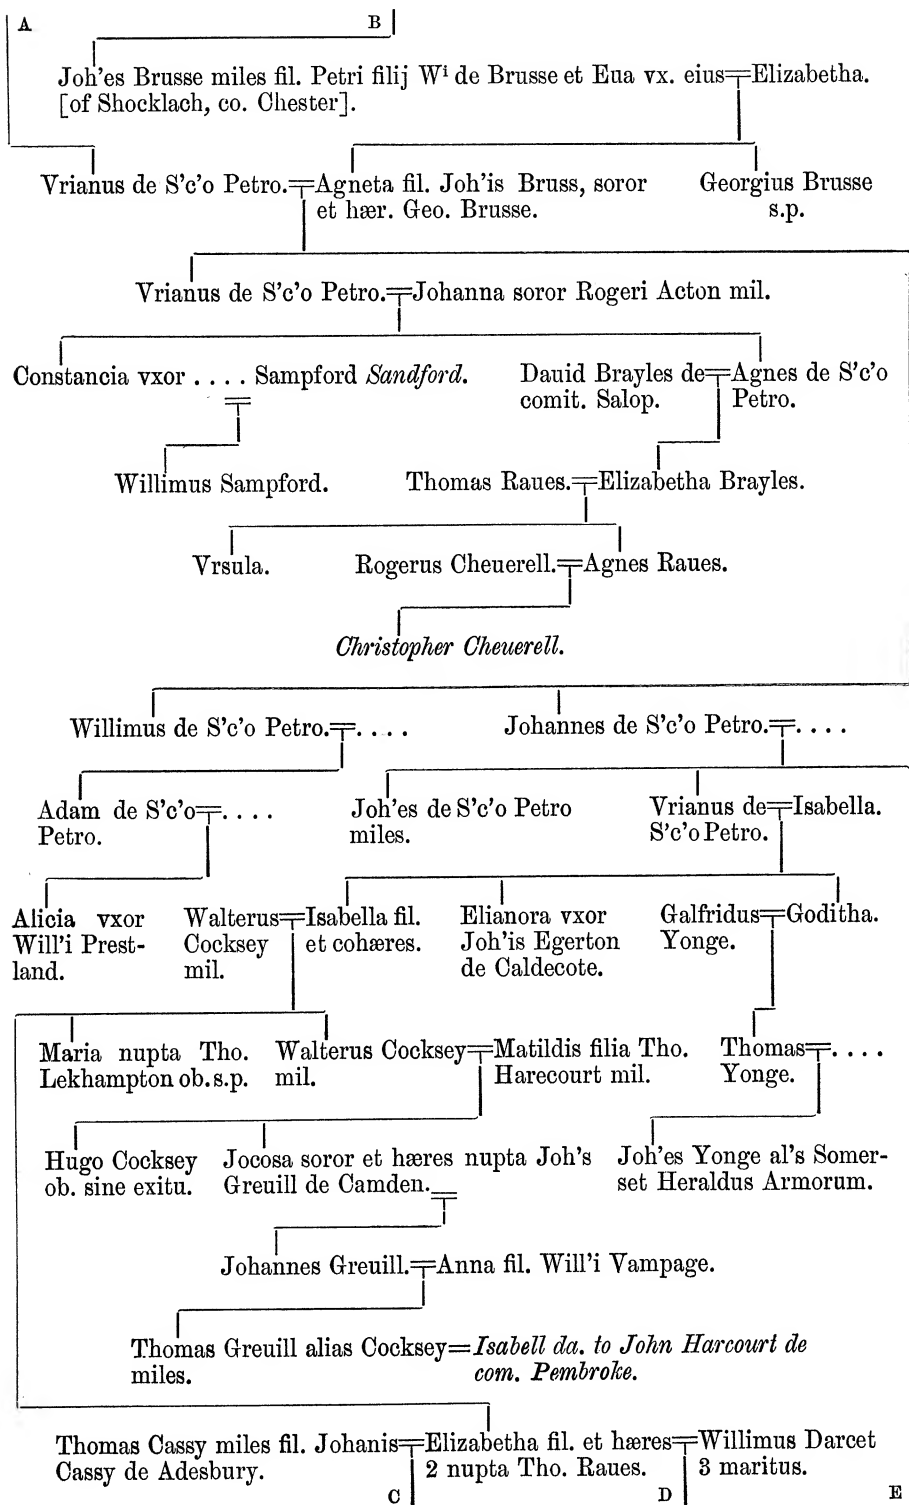 A B
Joh'es Brusse miles fil. Petri filij Wⁱ de Brusse et Eua vx. eius=Elizabetha.
[of Shocklach, co. Chester].
Vrianus de S'c'o Petro.=Agneta fil. Joh'is Bruss, soror Georgius Brusse
et hær. Geo. Brusse. s.p.
Vrianus de S'c'o Petro.=Johanna soror Rogeri Acton mil.
Constancia vxor .... Sampford Sandford. Dauid Brayles de=Agnes de S'c'o
comit. Salop. Petro.
Willimus Sampford. Thomas Raues.=Elizabetha Brayles.
Vrsula. Rogerus Cheuerell.=Agnes Raues.
Christopher Cheuerell.
Willimus de S'c'o Petro.=.... Johannes de S'c'o Petro.=....
Adam de S'c'o=.... Joh'es de S'c'o Petro Vrianus de=Isabella.
Petro. miles. S'c'o Petro.
Alicia vxor Walterus=Isabella fil. Elianora vxor Galfridus=Goditha.
Will'i Prest- Cocksey et cohæres. Joh'is Egerton Yonge.
land. mil. de Caldecote.
Maria nupta Tho. Walterus Cocksey=Matildis filia Tho. Thomas=....
Lekhampton ob. s.p. mil. Harecourt mil. Yonge.
Hugo Cocksey Jocosa soror et hæres nupta Joh's Joh'es Yonge al's Somer-
ob. sine exitu. Greuill de Camden. set Heraldus Armorum.
Johannes Greuill.=Anna fil. Will'i Vampage.
Thomas Greuill alias Cocksey=Isabell da. to John Harcourt de
miles. com. Pembroke.
Thomas Cassy miles fil. Johanis=Elizabetha fil. et hæres=Willimus Darcet
Cassy de Adesbury. 2 nupta Tho. Raues. 3 maritus.
C D E